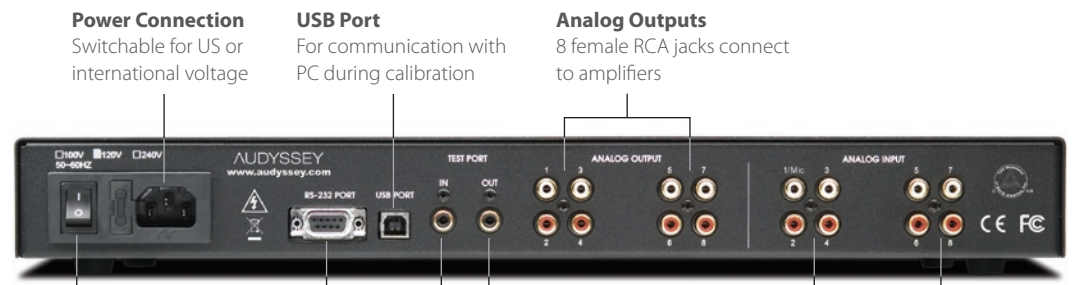 Power Connection
Switchable for US or
international voltage
USB Port
For communication with
PC during calibration
Analog Outputs
8 female RCA jacks connect
to amplifiers
100V 120V 240V
50~60HZ
AUDYSSEY
www.audyssey.com
RS-232 PORT
USB PORT
TEST PORT
IN OUT
ANALOG OUTPUT
1 3 5 7
2 4 6 8
ANALOG INPUT
1/Mic 3 5 7
2 4 6 8
CE FC